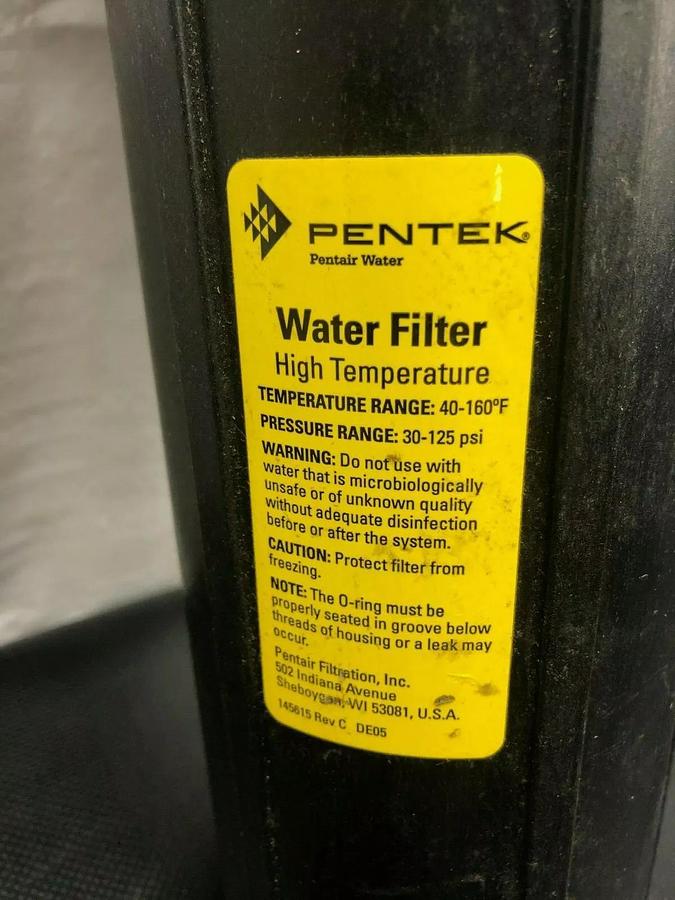 PENTEK®
Pentair Water
Water Filter
High Temperature
TEMPERATURE RANGE: 40-160ºF
PRESSURE RANGE: 30-125 psi
WARNING: Do not use with
water that is microbiologically
unsafe or of unknown quality
without adequate disinfection
before or after the system.
CAUTION: Protect filter from
freezing.
NOTE: The O-ring must be
properly seated in groove below
threads of housing or a leak may
occur.
Pentair Filtration, Inc.
502 Indiana Avenue
Sheboygan, WI 53081, U.S.A.
145615 Rev C DE05